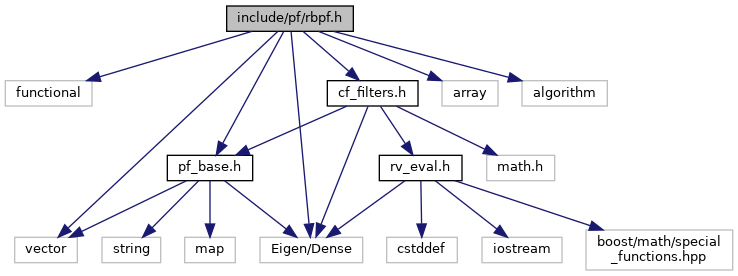 include/pf/rbpf.h
functional
cf_filters.h
array
algorithm
pf_base.h
rv_eval.h
math.h
vector
string
map
Eigen/Dense
cstddef
iostream
boost/math/special
_functions.hpp